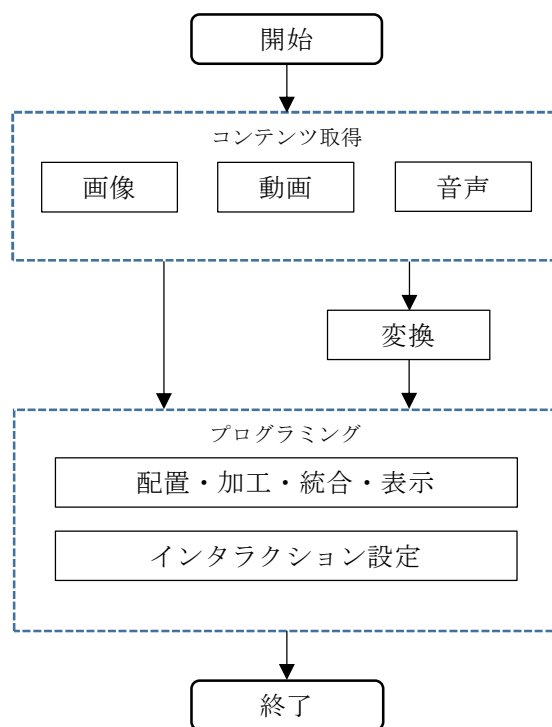 開始
コンテンツ取得
画像 動画 音声
変換
プログラミング
配置・加工・統合・表示
インタラクション設定
終了